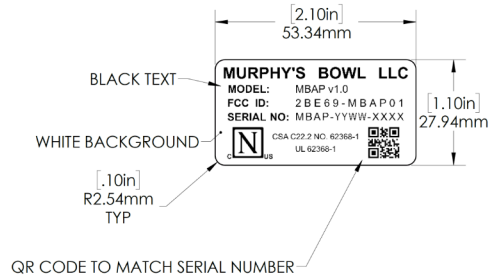 [2.10in]
53.34mm
BLACK TEXT
MURPHY'S BOWL LLC
MODEL: MBAP v1.0
FCC ID: 2BE69-MBAP01
SERIAL NO: MBAP-YYWW-XXXX
[1.10in]
27.94mm
WHITE BACKGROUND
N
C US
CSA C22.2 NO. 62368-1
UL 62368-1
[.10in]
R2.54mm
TYP
QR CODE TO MATCH SERIAL NUMBER